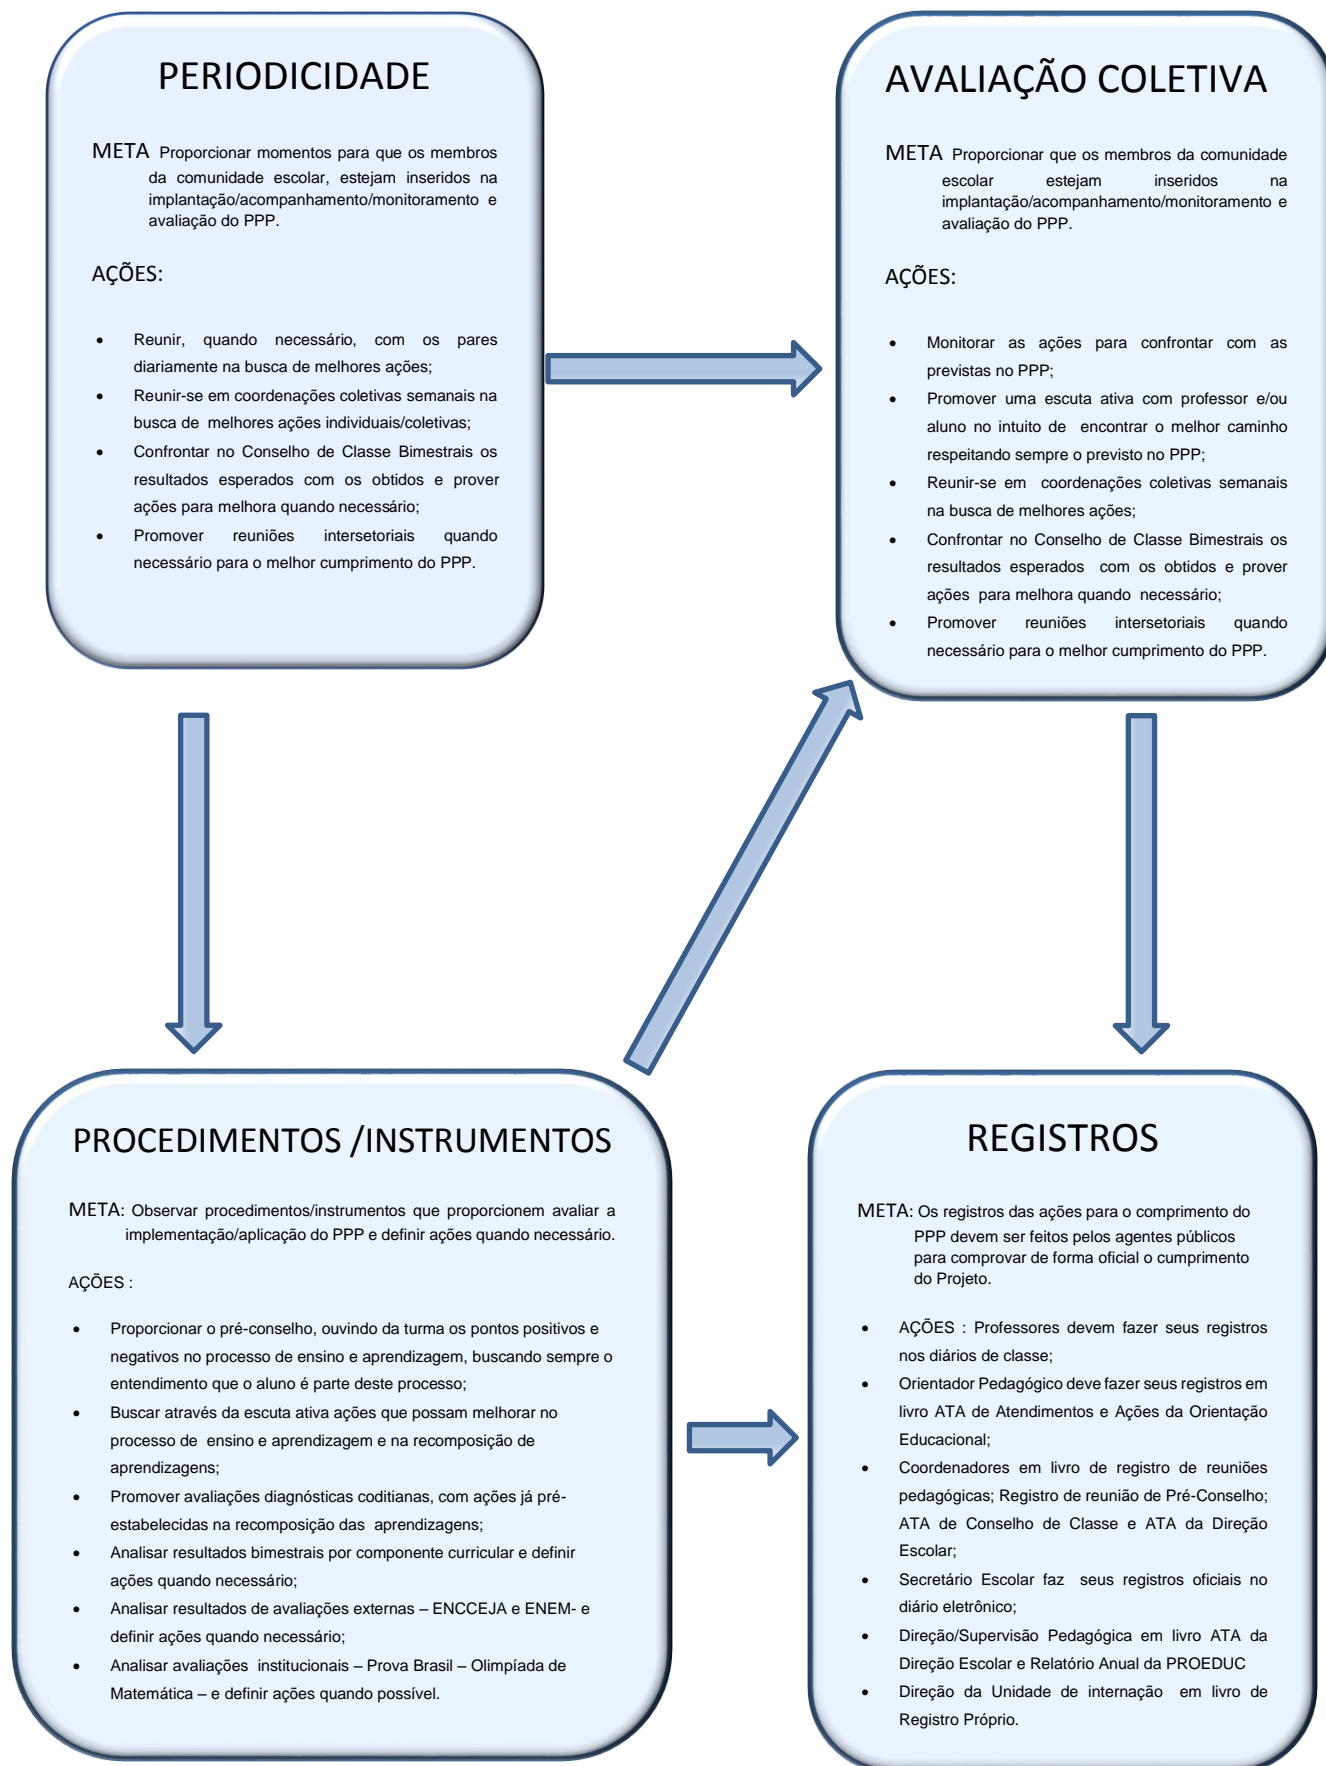 PERIODICIDADE
META Proporcionar momentos para que os membros
da comunidade escolar, estejam inseridos na
implantação/acompanhamento/monitoramento e
avaliação do PPP.
AÇÕES:
• Reunir, quando necessário, com os pares
diariamente na busca de melhores ações;
• Reunir-se em coordenações coletivas semanais na
busca de melhores ações individuais/coletivas;
• Confrontar no Conselho de Classe Bimestrais os
resultados esperados com os obtidos e prover
ações para melhora quando necessário;
• Promover reuniões intersetoriais quando
necessário para o melhor cumprimento do PPP.
AVALIAÇÃO COLETIVA
META Proporcionar que os membros da comunidade
escolar estejam inseridos na
implantação/acompanhamento/monitoramento e
avaliação do PPP.
AÇÕES:
• Monitorar as ações para confrontar com as
previstas no PPP;
• Promover uma escuta ativa com professor e/ou
aluno no intuito de encontrar o melhor caminho
respeitando sempre o previsto no PPP;
• Reunir-se em coordenações coletivas semanais
na busca de melhores ações;
• Confrontar no Conselho de Classe Bimestrais os
resultados esperados com os obtidos e prover
ações para melhora quando necessário;
• Promover reuniões intersetoriais quando
necessário para o melhor cumprimento do PPP.
PROCEDIMENTOS /INSTRUMENTOS
META: Observar procedimentos/instrumentos que proporcionem avaliar a
implementação/aplicação do PPP e definir ações quando necessário.
AÇÕES :
• Proporcionar o pré-conselho, ouvindo da turma os pontos positivos e
negativos no processo de ensino e aprendizagem, buscando sempre o
entendimento que o aluno é parte deste processo;
• Buscar através da escuta ativa ações que possam melhorar no
processo de ensino e aprendizagem e na recomposição de
aprendizagens;
• Promover avaliações diagnósticas coditianas, com ações já pré-
estabelecidas na recomposição das aprendizagens;
• Analisar resultados bimestrais por componente curricular e definir
ações quando necessário;
• Analisar resultados de avaliações externas – ENCCEJA e ENEM- e
definir ações quando necessário;
• Analisar avaliações institucionais – Prova Brasil – Olimpíada de
Matemática – e definir ações quando possível.
REGISTROS
META: Os registros das ações para o comprimento do
PPP devem ser feitos pelos agentes públicos
para comprovar de forma oficial o cumprimento
do Projeto.
• AÇÕES : Professores devem fazer seus registros
nos diários de classe;
• Orientador Pedagógico deve fazer seus registros em
livro ATA de Atendimentos e Ações da Orientação
Educacional;
• Coordenadores em livro de registro de reuniões
pedagógicas; Registro de reunião de Pré-Conselho;
ATA de Conselho de Classe e ATA da Direção
Escolar;
• Secretário Escolar faz seus registros oficiais no
diário eletrônico;
• Direção/Supervisão Pedagógica em livro ATA da
Direção Escolar e Relatório Anual da PROEDUC
• Direção da Unidade de internação em livro de
Registro Próprio.